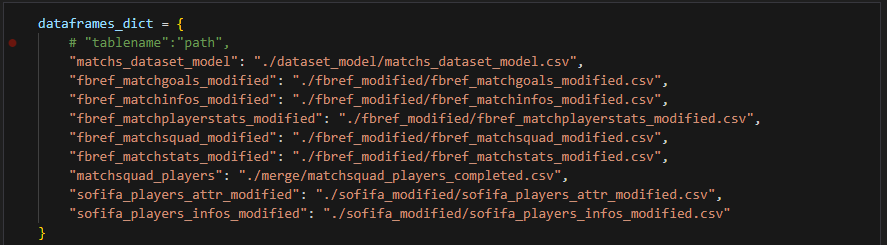 dataframes_dict = {
# "tablename":"path",
"matchs_dataset_model": "./dataset_model/matchs_dataset_model.csv",
"fbref_matchgoals_modified": "./fbref_modified/fbref_matchgoals_modified.csv",
"fbref_matchinfos_modified": "./fbref_modified/fbref_matchinfos_modified.csv",
"fbref_matchplayerstats_modified": "./fbref_modified/fbref_matchplayerstats_modified.csv",
"fbref_matchsquad_modified": "./fbref_modified/fbref_matchsquad_modified.csv",
"fbref_matchstats_modified": "./fbref_modified/fbref_matchstats_modified.csv",
"matchsquad_players": "./merge/matchsquad_players_completed.csv",
"sofifa_players_attr_modified": "./sofifa_modified/sofifa_players_attr_modified.csv",
"sofifa_players_infos_modified": "./sofifa_modified/sofifa_players_infos_modified.csv"
}